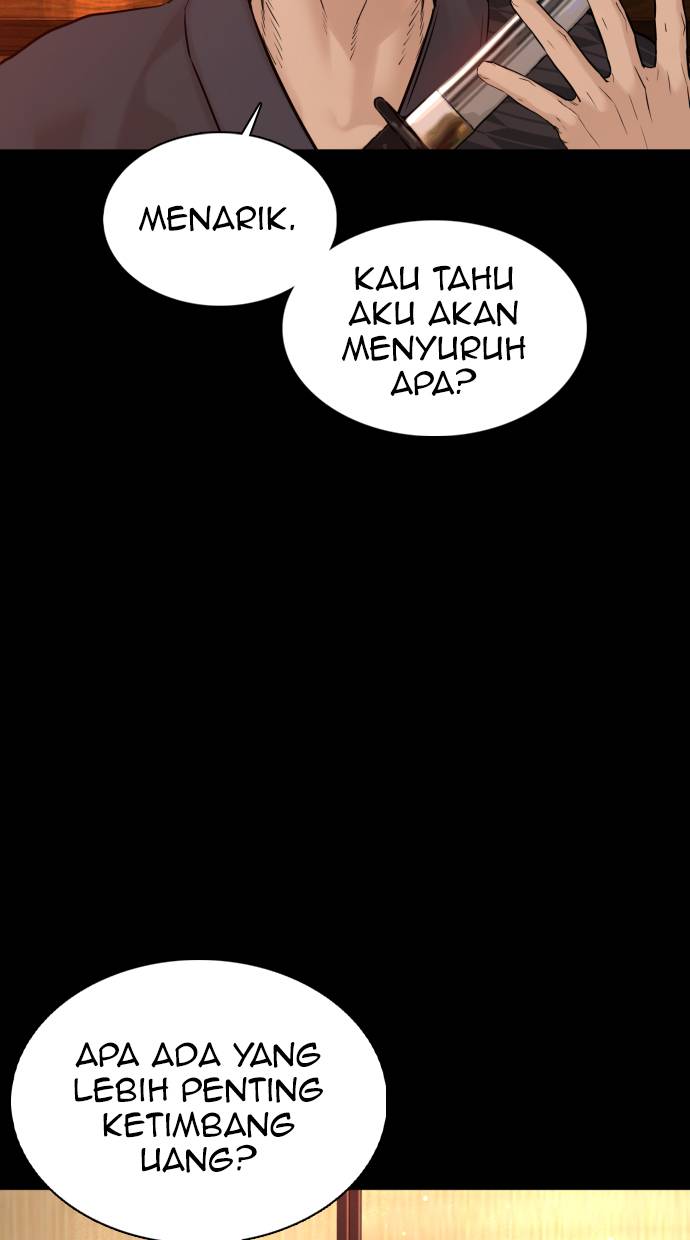 MENARIK.
KAU TAHU
AKU AKAN
MENYURUH
APA?
APA ADA YANG
LEBIH PENTING
KETIMBANG
UANG?